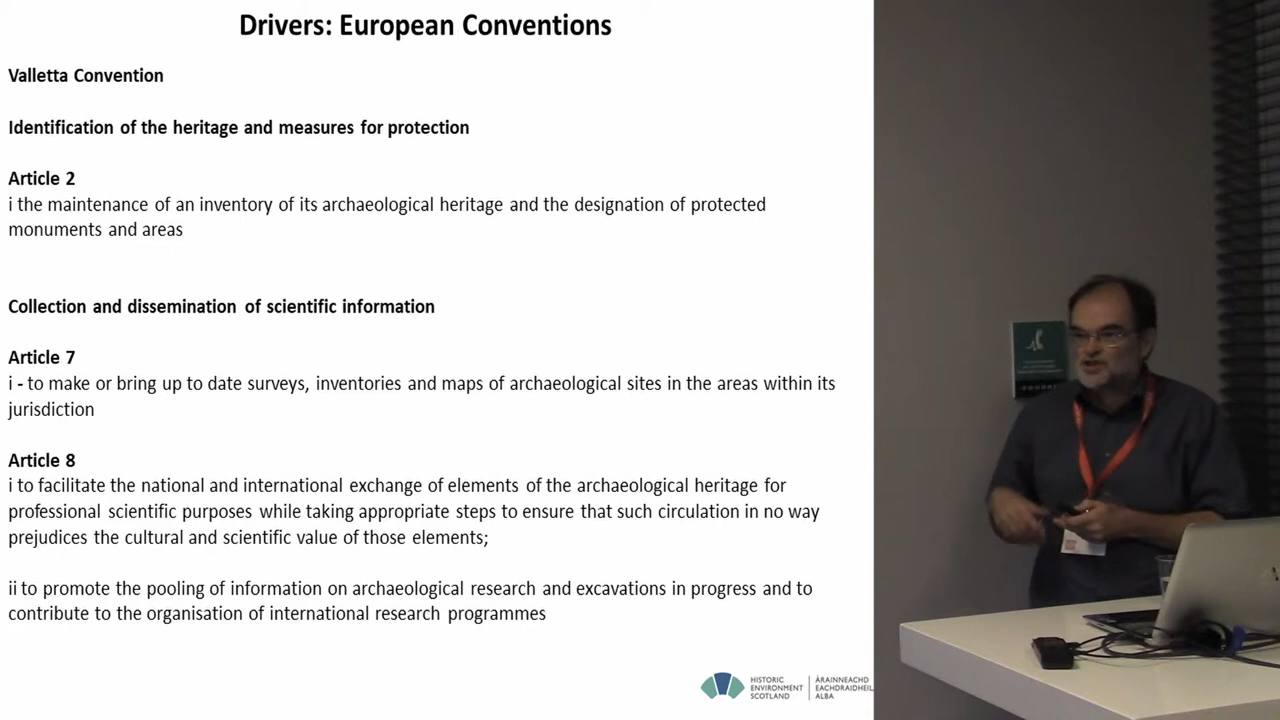 Drivers: European Conventions
Valletta Convention
Identification of the heritage and measures for protection
Article 2
i the maintenance of an inventory of its archaeological heritage and the designation of protected
monuments and areas
Collection and dissemination of scientific information
Article 7
i - to make or bring up to date surveys, inventories and maps of archaeological sites in the areas within its
jurisdiction
Article 8
i to facilitate the national and international exchange of elements of the archaeological heritage for
professional scientific purposes while taking appropriate steps to ensure that such circulation in no way
prejudices the cultural and scientific value of those elements;
ii to promote the pooling of information on archaeological research and excavations in progress and to
contribute to the organisation of international research programmes
HISTORIC
ENVIRONMENT
SCOTLAND
ÀRAINNEACHD
EACHDRAIDHEIL
ALBA